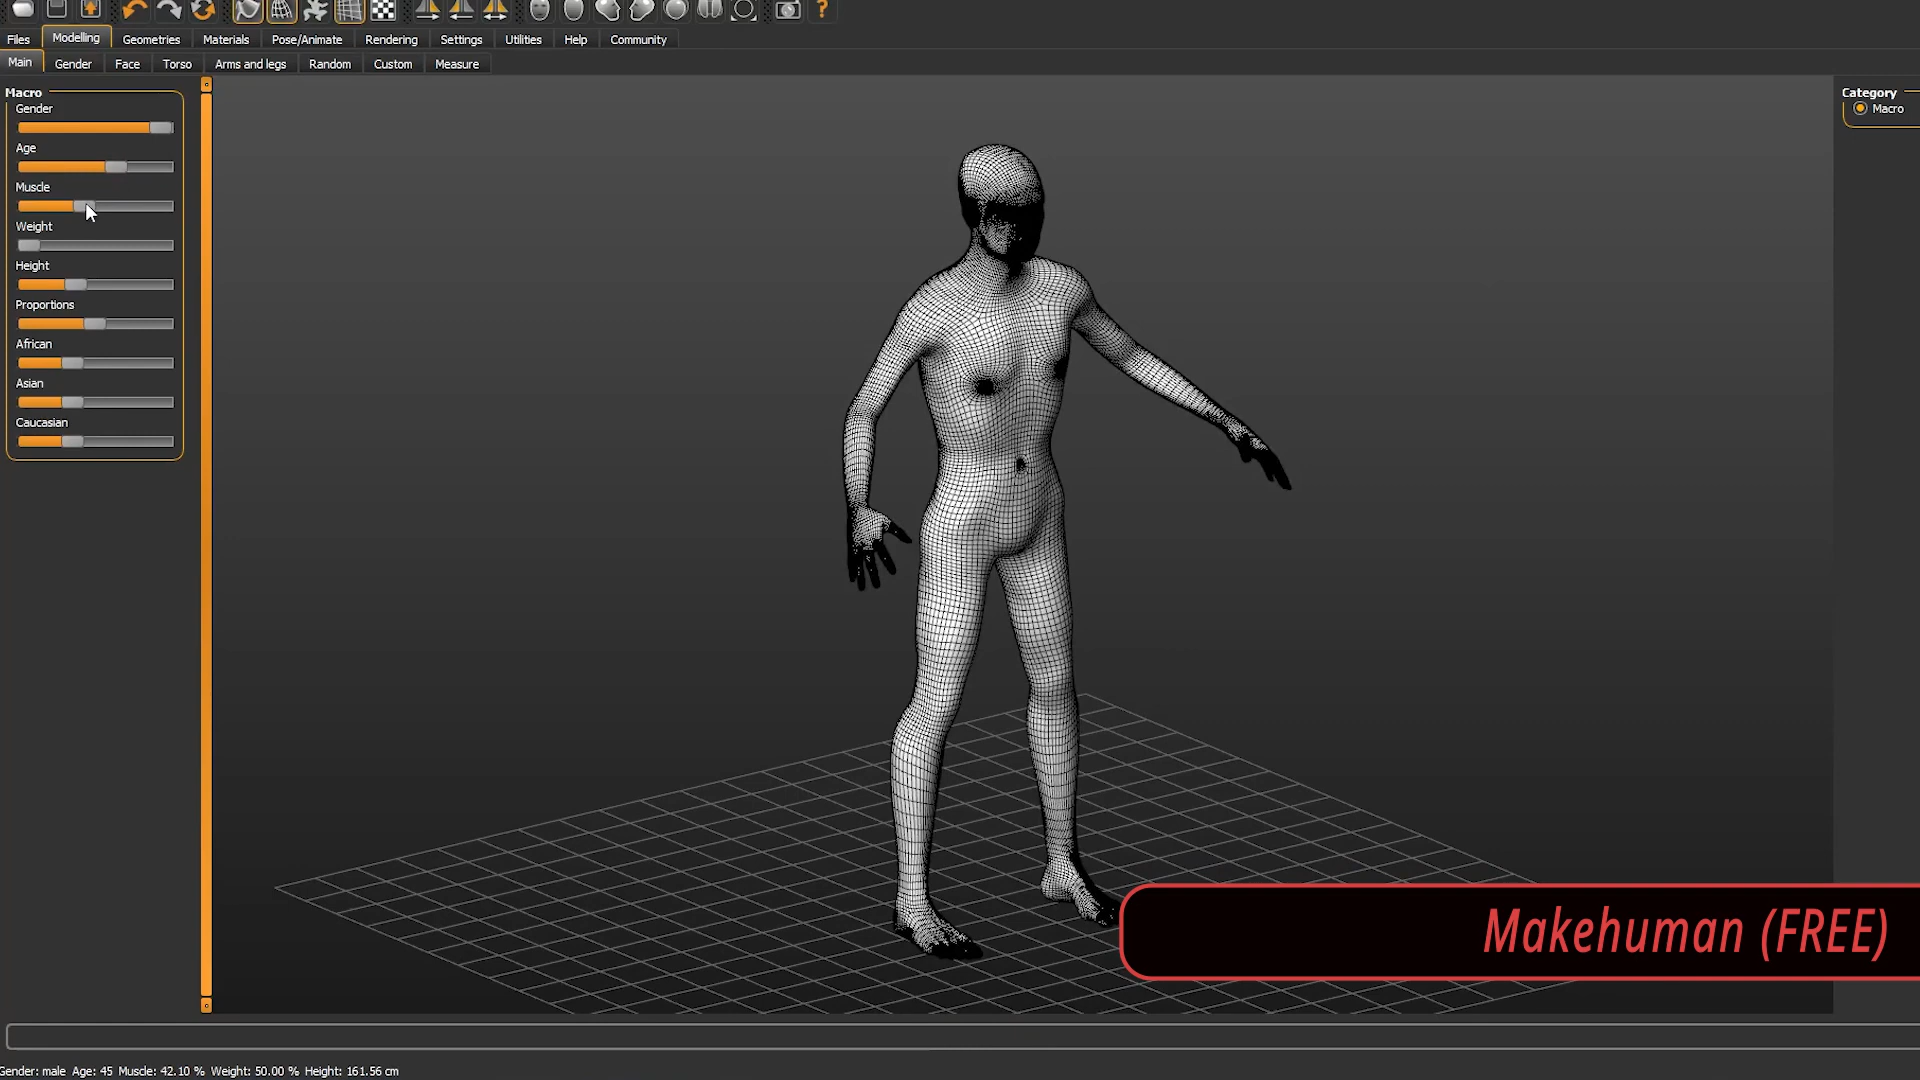 Files Modelling Geometries Materials Pose/Animate Rendering Settings Utilities Help Community
Main Gender Face Torso Arms and legs Random Custom Measure
Macro
Gender
Age
Muscle
Weight
Height
Proportions
African
Asian
Caucasian
Category
Macro
Makehuman (FREE)
Gender: male Age: 45 Muscle: 42.10 % Weight: 50.00 % Height: 161.56 cm